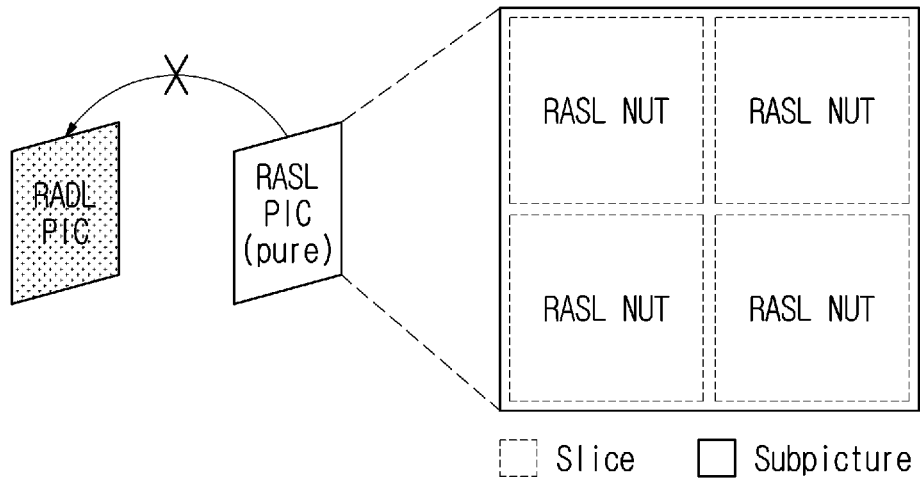 RADL
PIC
RASL
PIC
(pure)
RASL NUT
RASL NUT
RASL NUT
RASL NUT
Slice
Subpicture